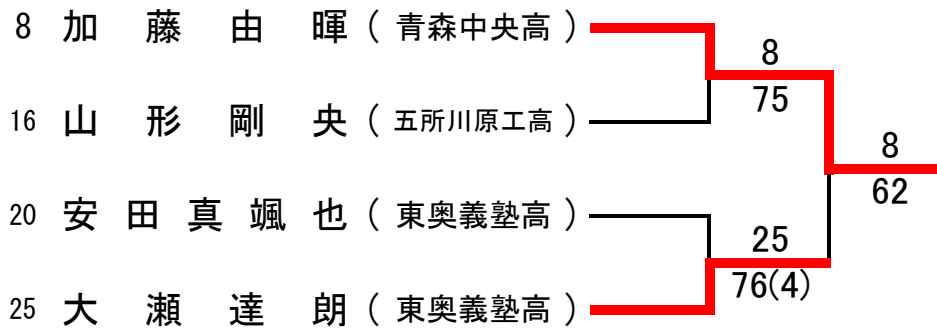 8 加藤由暉 ( 青森中央高 )
8
75
16 山形剛央 ( 五所川原工高 )
8
62
20 安田真颯也 ( 東奥義塾高 )
25
76(4)
25 大瀬達朗 ( 東奥義塾高 )